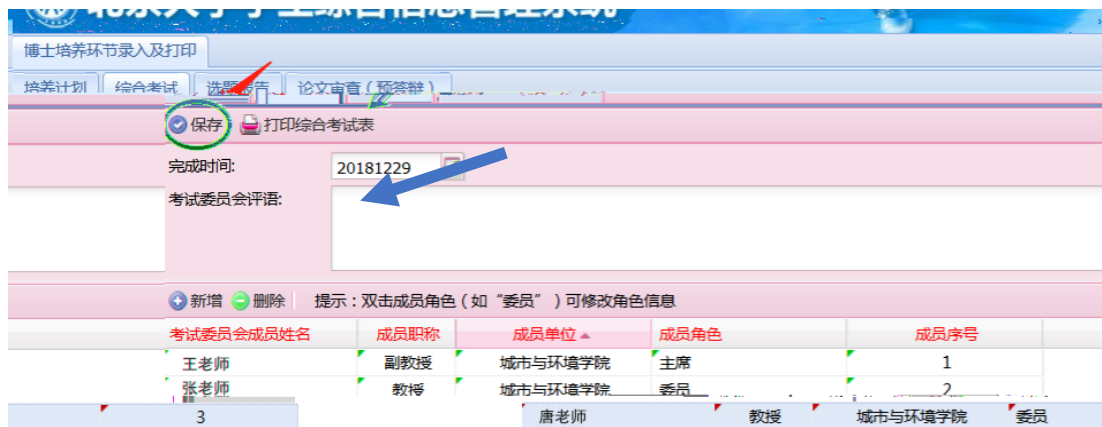 博士培养环节录入及打印
培养计划 综合考试 选题报告 论文审查（预答辩）
保存 打印综合考试表
完成时间: 20181229
考试委员会评语:
新增 删除 提示：双击成员角色（如“委员”）可修改角色信息
考试委员会成员姓名 成员职称 成员单位 成员角色 成员序号
王老师 副教授 城市与环境学院 主席 1
张老师 教授 城市与环境学院 委员 2
3 唐老师 教授 城市与环境学院 委员